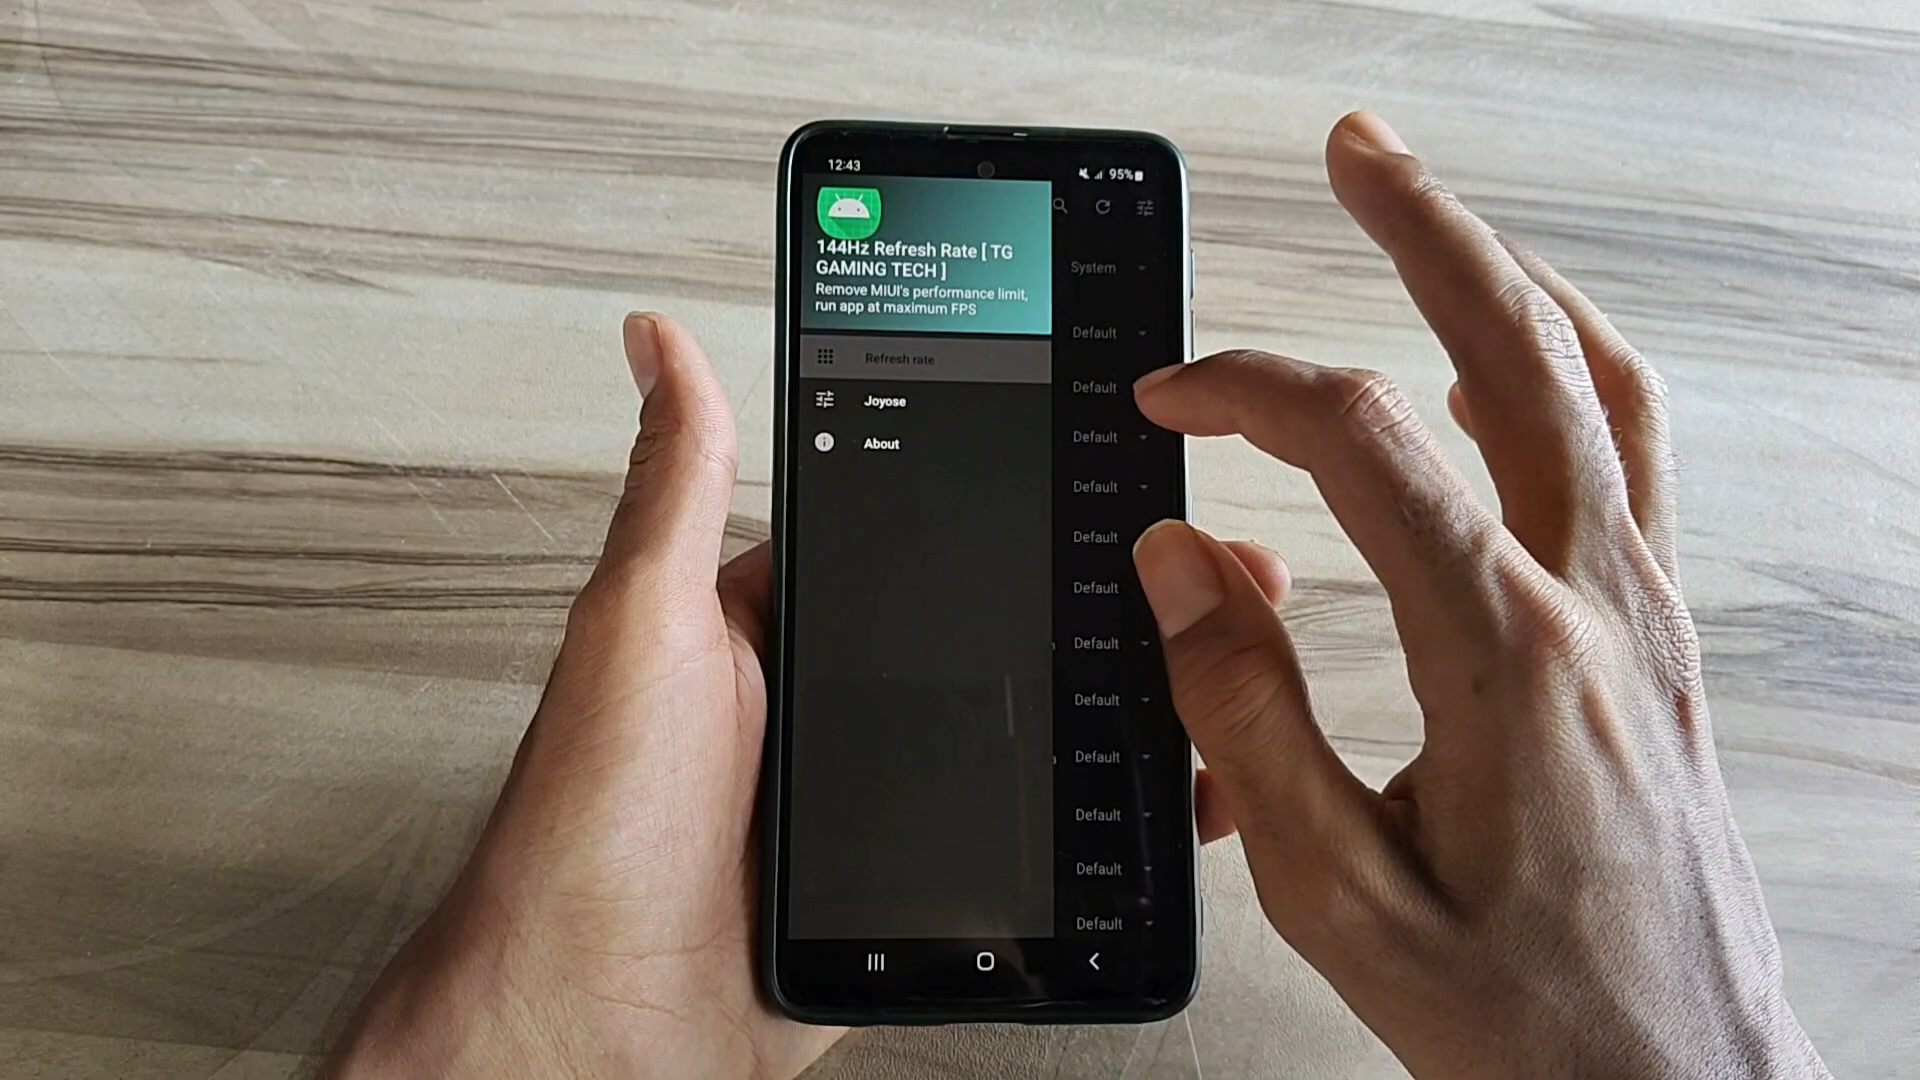 12:43
95%
144Hz Refresh Rate [ TG
GAMING TECH ]
Remove MIUI's performance limit,
run app at maximum FPS
Refresh rate
Joyose
About
System
Default
Default
Default
Default
Default
Default
Default
Default
Default
Default
Default
Default